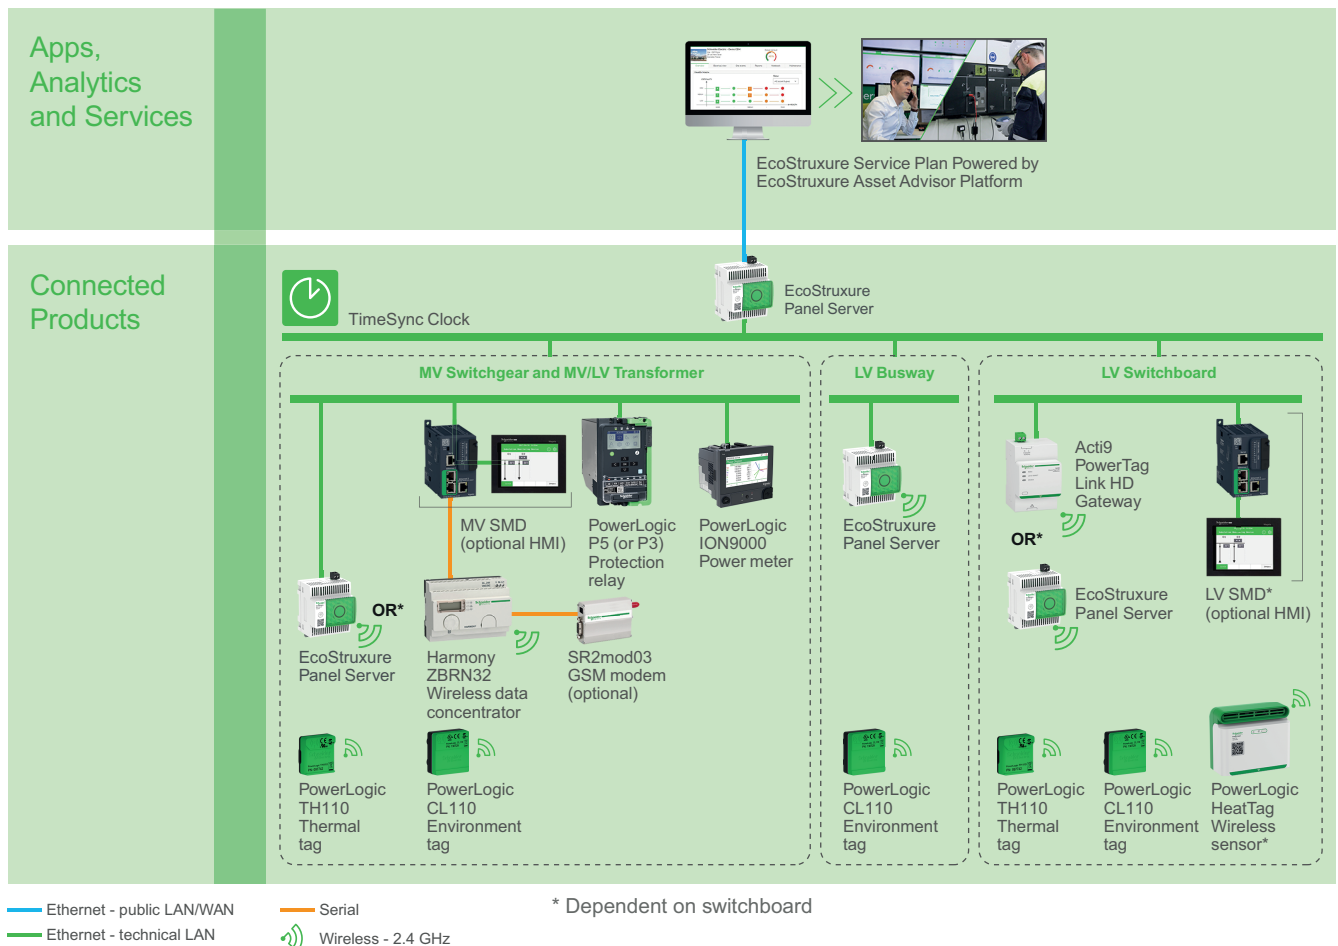 Apps,
Analytics
and Services
EcoStruxure Service Plan Powered by
EcoStruxure Asset Advisor Platform
Connected
Products
TimeSync Clock
EcoStruxure
Panel Server
MV Switchgear and MV/LV Transformer
MV SMD
(optional HMI)
PowerLogic
P5 (or P3)
Protection
relay
PowerLogic
ION9000
Power meter
OR*
EcoStruxure
Panel Server
Harmony
ZBRN32
Wireless data
concentrator
SR2mod03
GSM modem
(optional)
PowerLogic
TH110
Thermal
tag
PowerLogic
CL110
Environment
tag
LV Busway
EcoStruxure
Panel Server
PowerLogic
CL110
Environment
tag
LV Switchboard
Acti9
PowerTag
Link HD
Gateway
OR*
EcoStruxure
Panel Server
LV SMD*
(optional HMI)
PowerLogic
TH110
Thermal
tag
PowerLogic
CL110
Environment
tag
PowerLogic
HeatTag
Wireless
sensor*
Ethernet - public LAN/WAN
Ethernet - technical LAN
Serial
Wireless - 2.4 GHz
* Dependent on switchboard